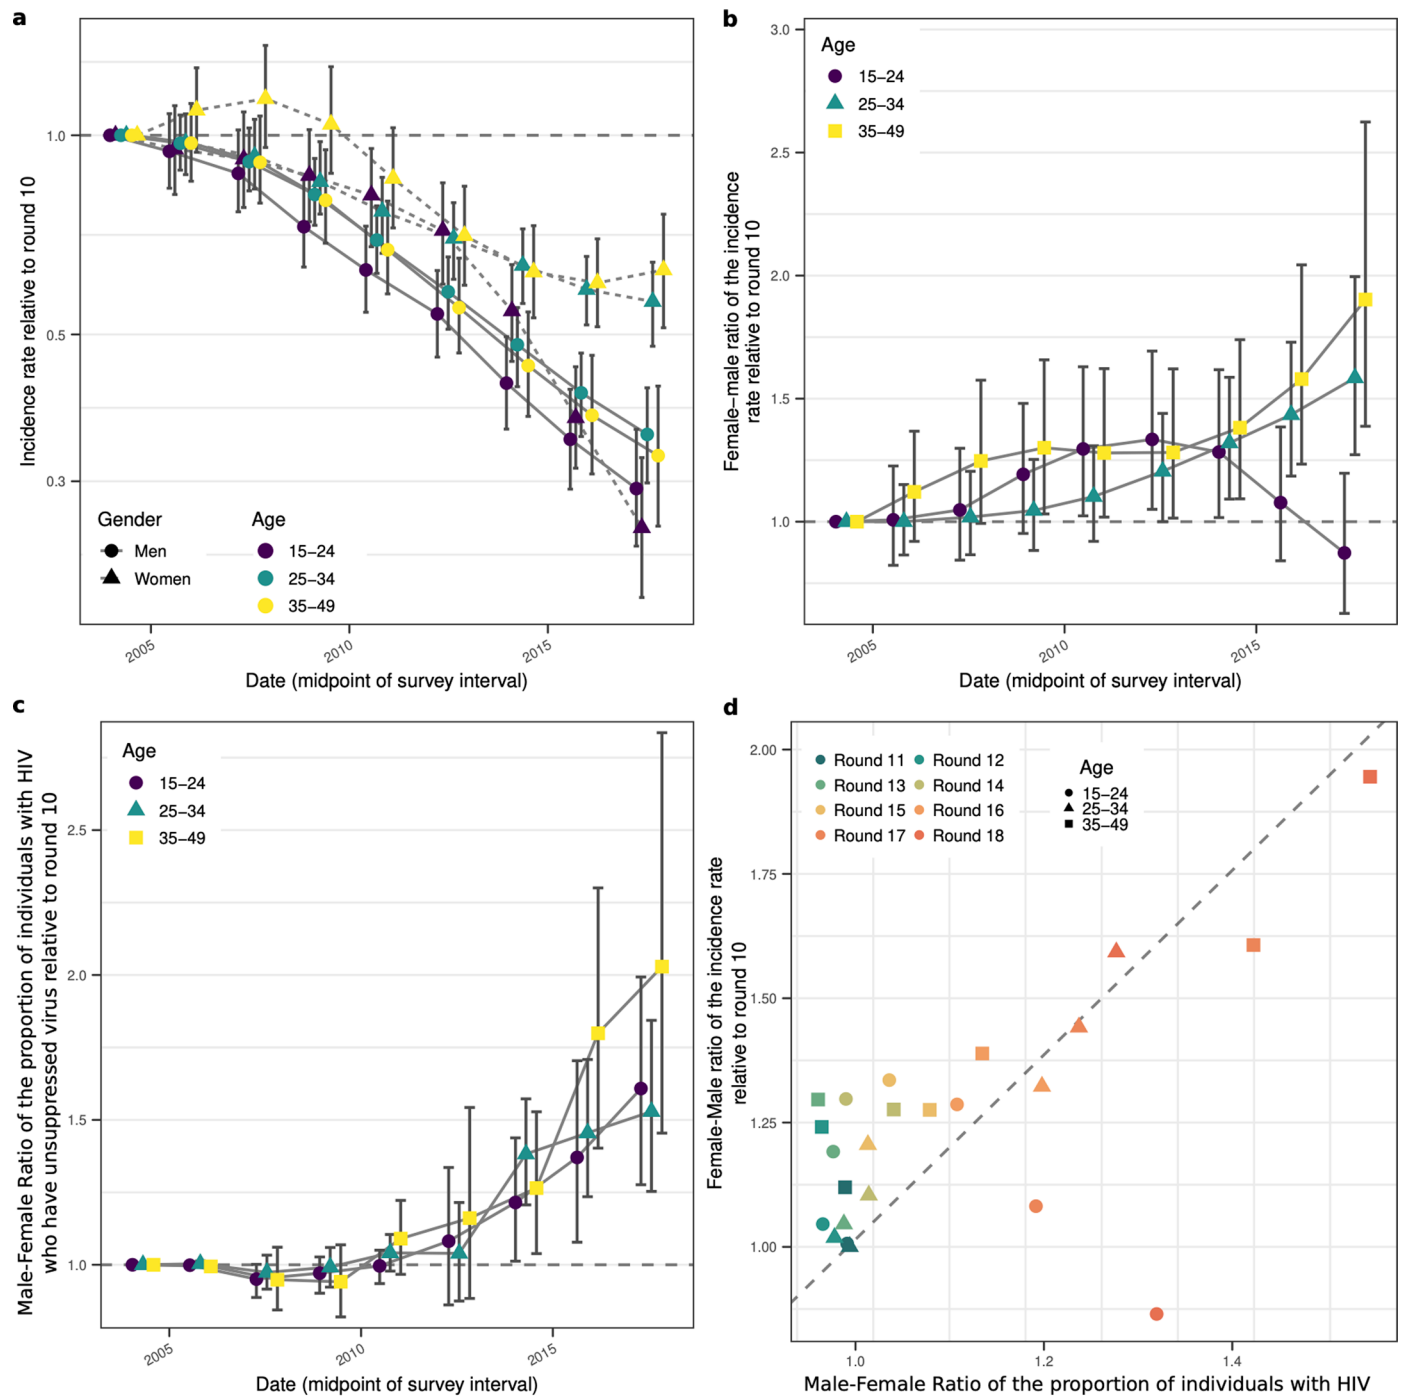 a
Incidence rate relative to round 10
1.0
0.5
0.3
Gender
Men
Women
Age
15−24
25−34
35−49
2005
2010
2015
Date (midpoint of survey interval)
b
Female−male ratio of the incidence
rate relative to round 10
3.0
2.5
2.0
1.5
1.0
Age
15−24
25−34
35−49
2005
2010
2015
Date (midpoint of survey interval)
c
Male-Female Ratio of the proportion of individuals with HIV
who have unsuppressed virus relative to round 10
2.5
2.0
1.5
1.0
Age
15−24
25−34
35−49
2005
2010
2015
Date (midpoint of survey interval)
d
Female-Male ratio of the incidence rate
relative to round 10
2.00
1.75
1.50
1.25
1.00
Round 11
Round 12
Round 13
Round 14
Round 15
Round 16
Round 17
Round 18
Age
15−24
25−34
35−49
1.0
1.2
1.4
Male-Female Ratio of the proportion of individuals with HIV